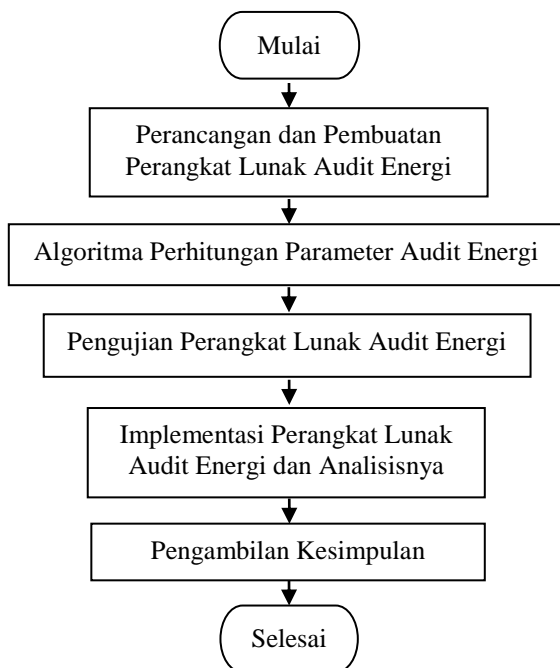 Mulai
Perancangan dan Pembuatan
Perangkat Lunak Audit Energi
Algoritma Perhitungan Parameter Audit Energi
Pengujian Perangkat Lunak Audit Energi
Implementasi Perangkat Lunak
Audit Energi dan Analisisnya
Pengambilan Kesimpulan
Selesai